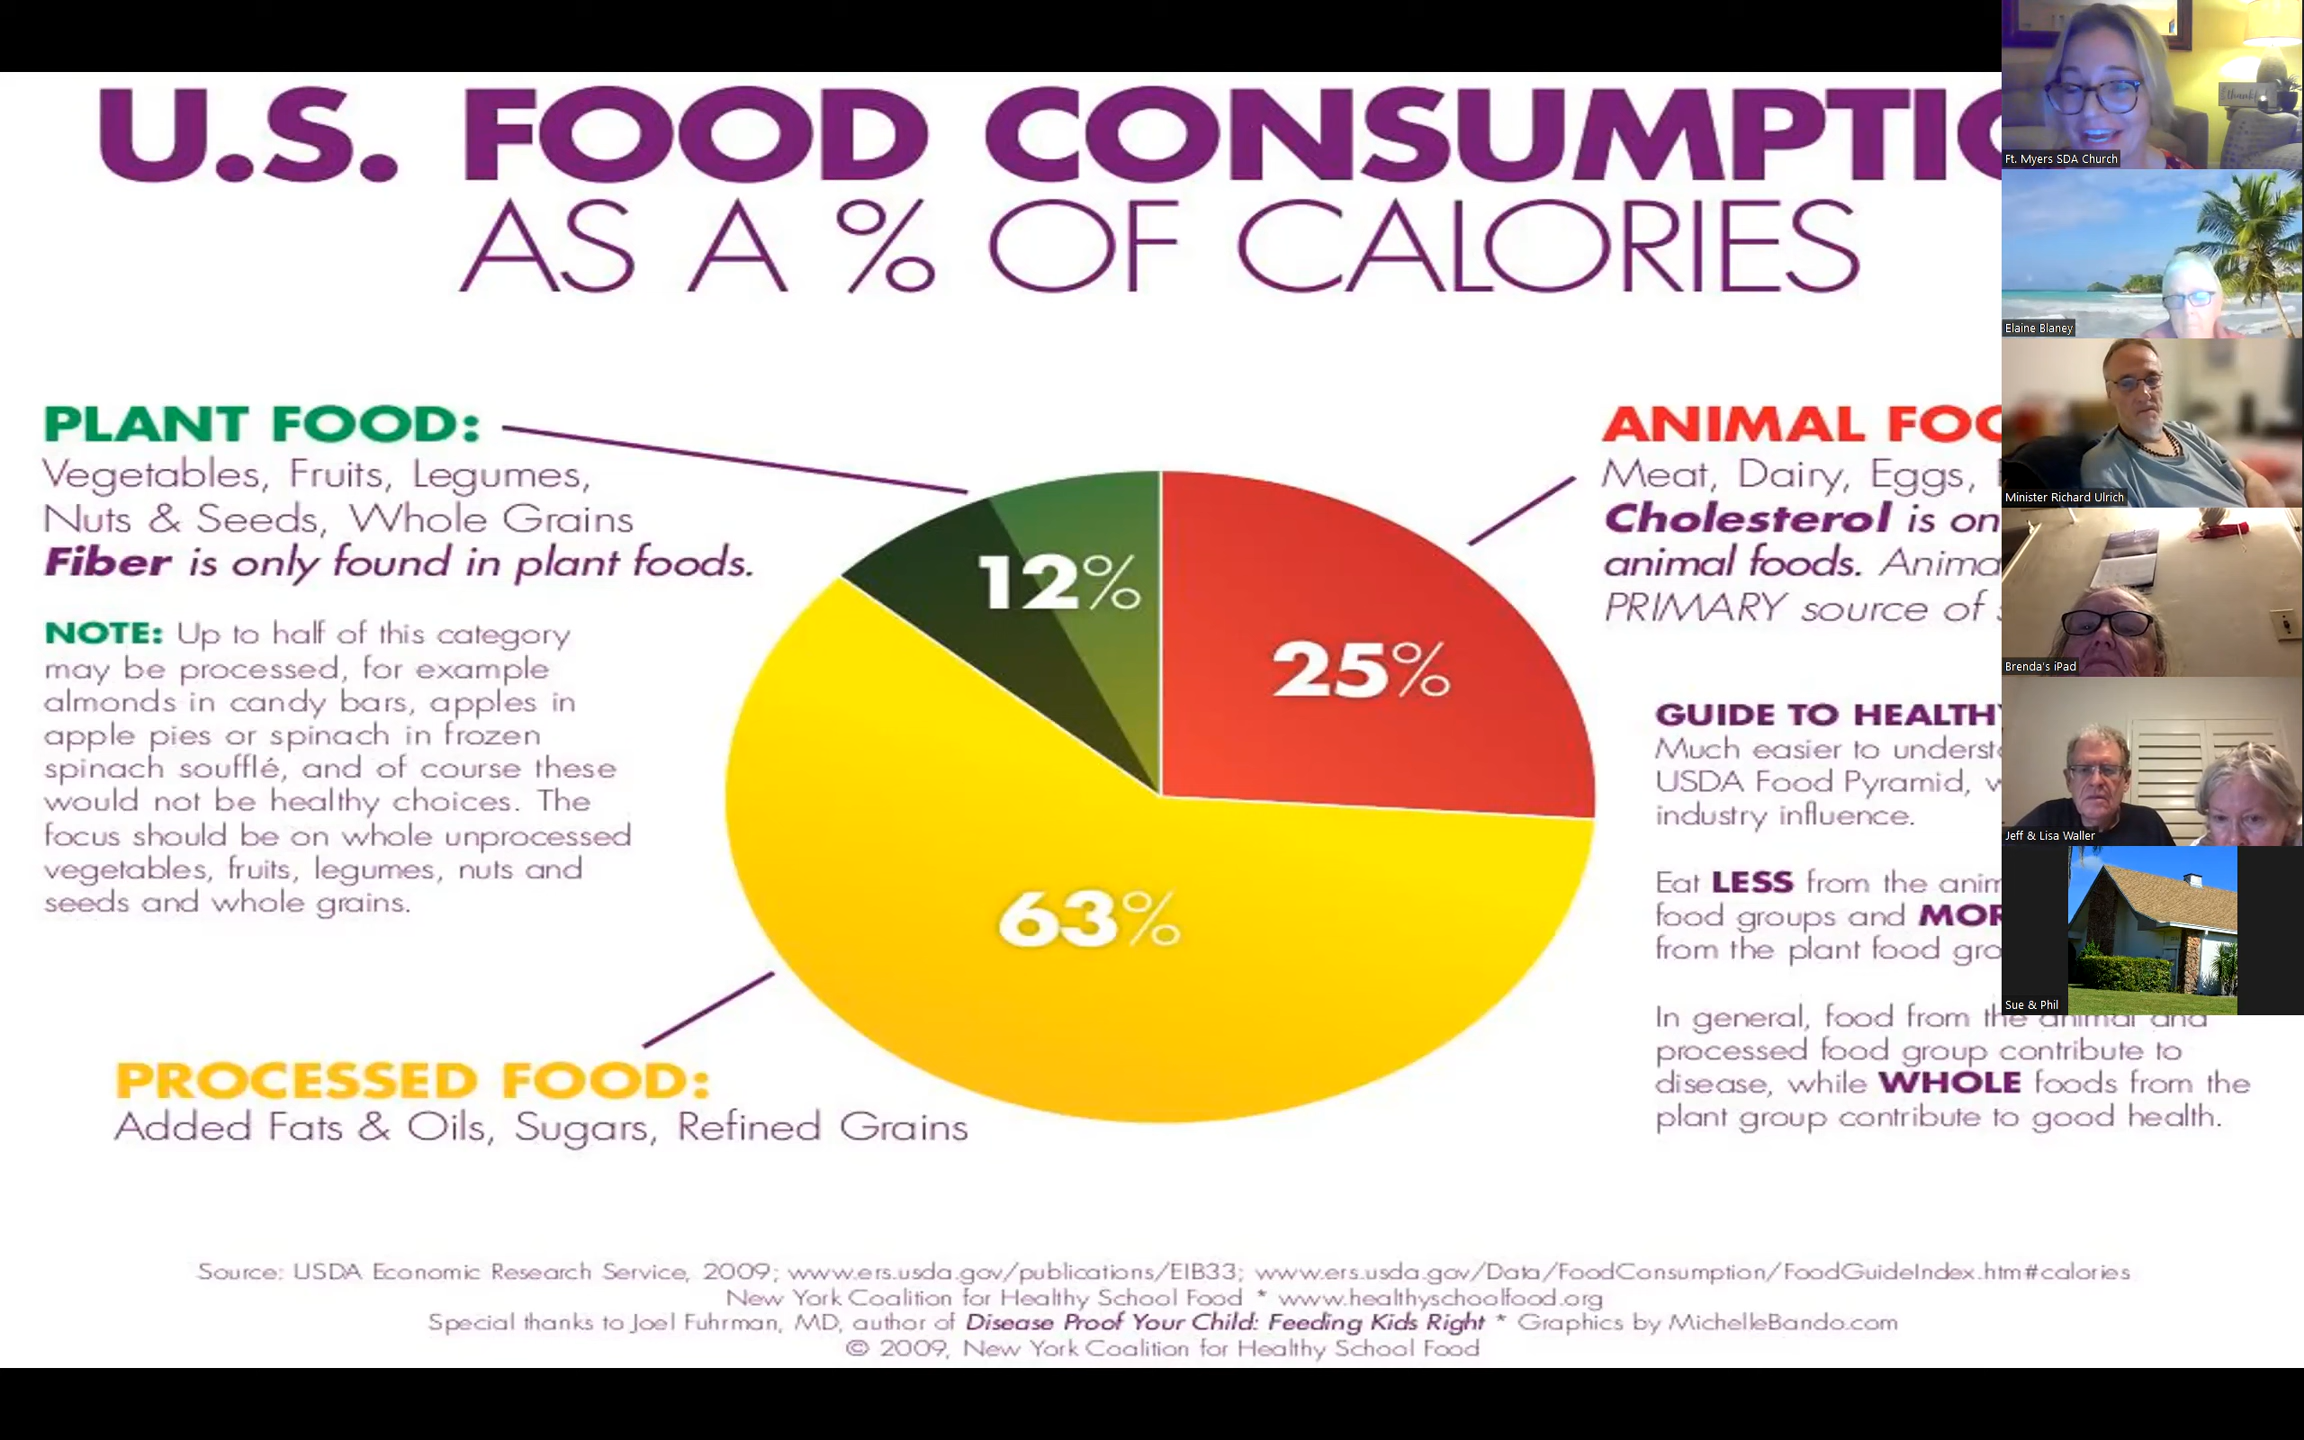 U.S. FOOD CONSUMPTIO
AS A % OF CALORIES
PLANT FOOD:
Vegetables, Fruits, Legumes,
Nuts & Seeds, Whole Grains
Fiber is only found in plant foods.
NOTE: Up to half of this category
may be processed, for example
almonds in candy bars, apples in
apple pies or spinach in frozen
spinach soufflé, and of course these
would not be healthy choices. The
focus should be on whole unprocessed
vegetables, fruits, legumes, nuts and
seeds and whole grains.
PROCESSED FOOD:
Added Fats & Oils, Sugars, Refined Grains
12%
25%
63%
ANIMAL FOO
Meat, Dairy, Eggs,
Cholesterol is on
animal foods. Anima
PRIMARY source of
GUIDE TO HEALTHY
Much easier to underst
USDA Food Pyramid, w
industry influence.
Eat LESS from the anim
food groups and MOR
from the plant food gro
In general, food from the animal and
processed food group contribute to
disease, while WHOLE foods from the
plant group contribute to good health.
Source: USDA Economic Research Service, 2009; www.ers.usda.gov/publications/EIB33; www.ers.usda.gov/Data/FoodConsumption/FoodGuideIndex.htm#calories
New York Coalition for Healthy School Food * www.healthyschoolfood.org
Special thanks to Joel Fuhrman, MD, author of Disease Proof Your Child: Feeding Kids Right * Graphics by MichelleBando.com
© 2009, New York Coalition for Healthy School Food
Ft. Myers SDA Church
Elaine Blaney
Minister Richard Ulrich
Brenda's iPad
Jeff & Lisa Waller
Sue & Phil